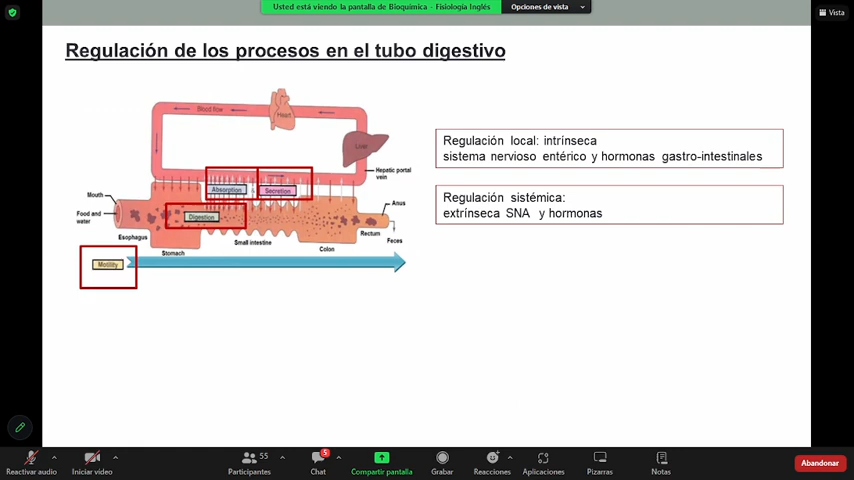 Usted está viendo la pantalla de Bioquímica - Fisiología Inglés
Opciones de vista
Vista
Regulación de los procesos en el tubo digestivo
Blood flow
Heart
Liver
Hepatic portal
vein
Absorption
Secretion
Mouth
Food and
water
Digestion
Anus
Esophagus
Stomach
Small intestine
Colon
Rectum
Feces
Motility
Regulación local: intrínseca
sistema nervioso entérico y hormonas gastro-intestinales
Regulación sistémica:
extrínseca SNA y hormonas
Reactivar audio
Iniciar video
55
Participantes
5
Chat
Compartir pantalla
Grabar
Reacciones
Aplicaciones
Pizarras
Notas
Abandonar